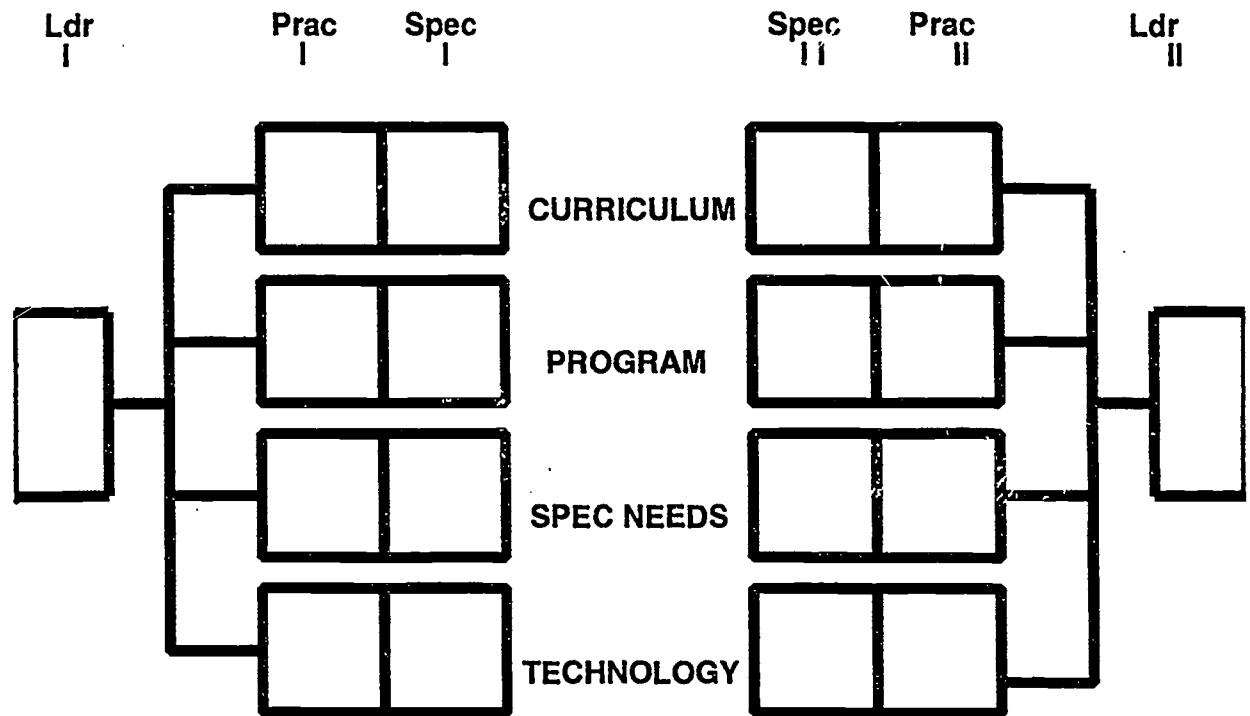 Ldr Prac Spec Spec Prac Ldr
I I I II II II
CURRICULUM
PROGRAM
SPEC NEEDS
TECHNOLOGY